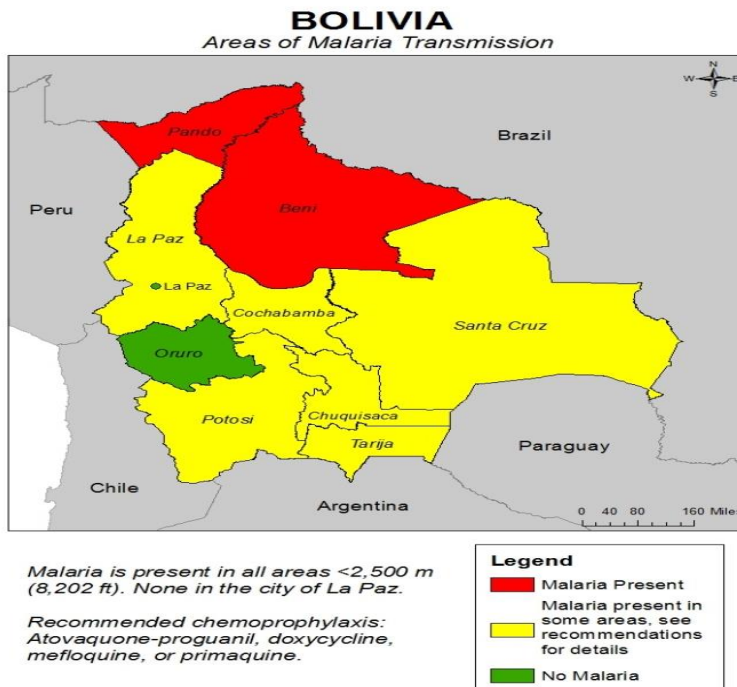 BOLIVIA
Areas of Malaria Transmission
N
W E
S
Pando
Brazil
Peru
Beni
La Paz
La Paz
Cochabamba
Santa Cruz
Oruro
Potosi
Chuquisaca
Tarija
Paraguay
Chile
Argentina
0 40 80 160 Miles
Malaria is present in all areas <2,500 m
(8,202 ft). None in the city of La Paz.
Recommended chemoprophylaxis:
Atovaquone-proguanil, doxycycline,
mefloquine, or primaquine.
Legend
Malaria Present
Malaria present in
some areas, see
recommendations
for details
No Malaria